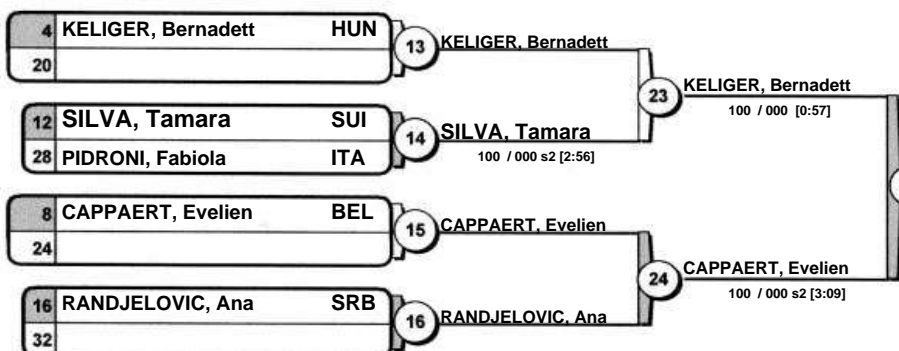 4 KELIGER, Bernadett HUN
20
13 KELIGER, Bernadett
12 SILVA, Tamara SUI
28 PIDRONI, Fabiola ITA
14 SILVA, Tamara
100 / 000 s2 [2:56]
23 KELIGER, Bernadett
100 / 000 [0:57]
8 CAPPAERT, Evelien BEL
24
15 CAPPAERT, Evelien
16 RANDJELOVIC, Ana SRB
32
16 RANDJELOVIC, Ana
24 CAPPAERT, Evelien
100 / 000 s2 [3:09]